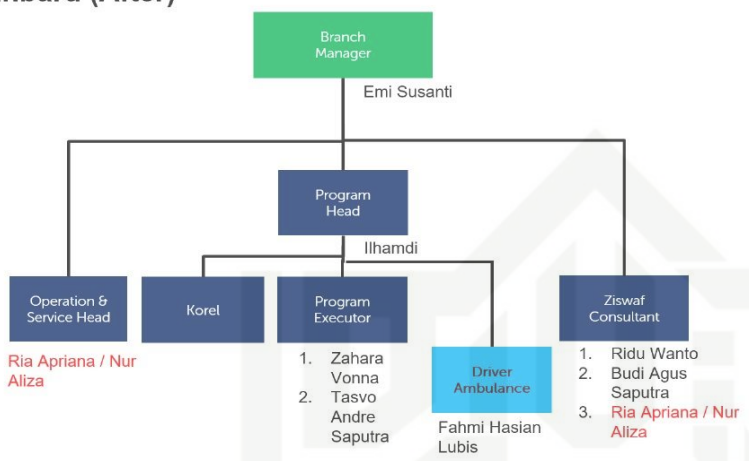 (After)
Branch
Manager
Emi Susanti
Program
Head
Ilhamdi
Operation &
Service Head
Ria Apriana / Nur
Aliza
Korel
Program
Executor
1. Zahara
Vonna
2. Tasvo
Andre
Saputra
Driver
Ambulance
Fahmi Hasian
Lubis
Ziswaf
Consultant
1. Ridu Wanto
2. Budi Agus
Saputra
3. Ria Apriana / Nur
Aliza